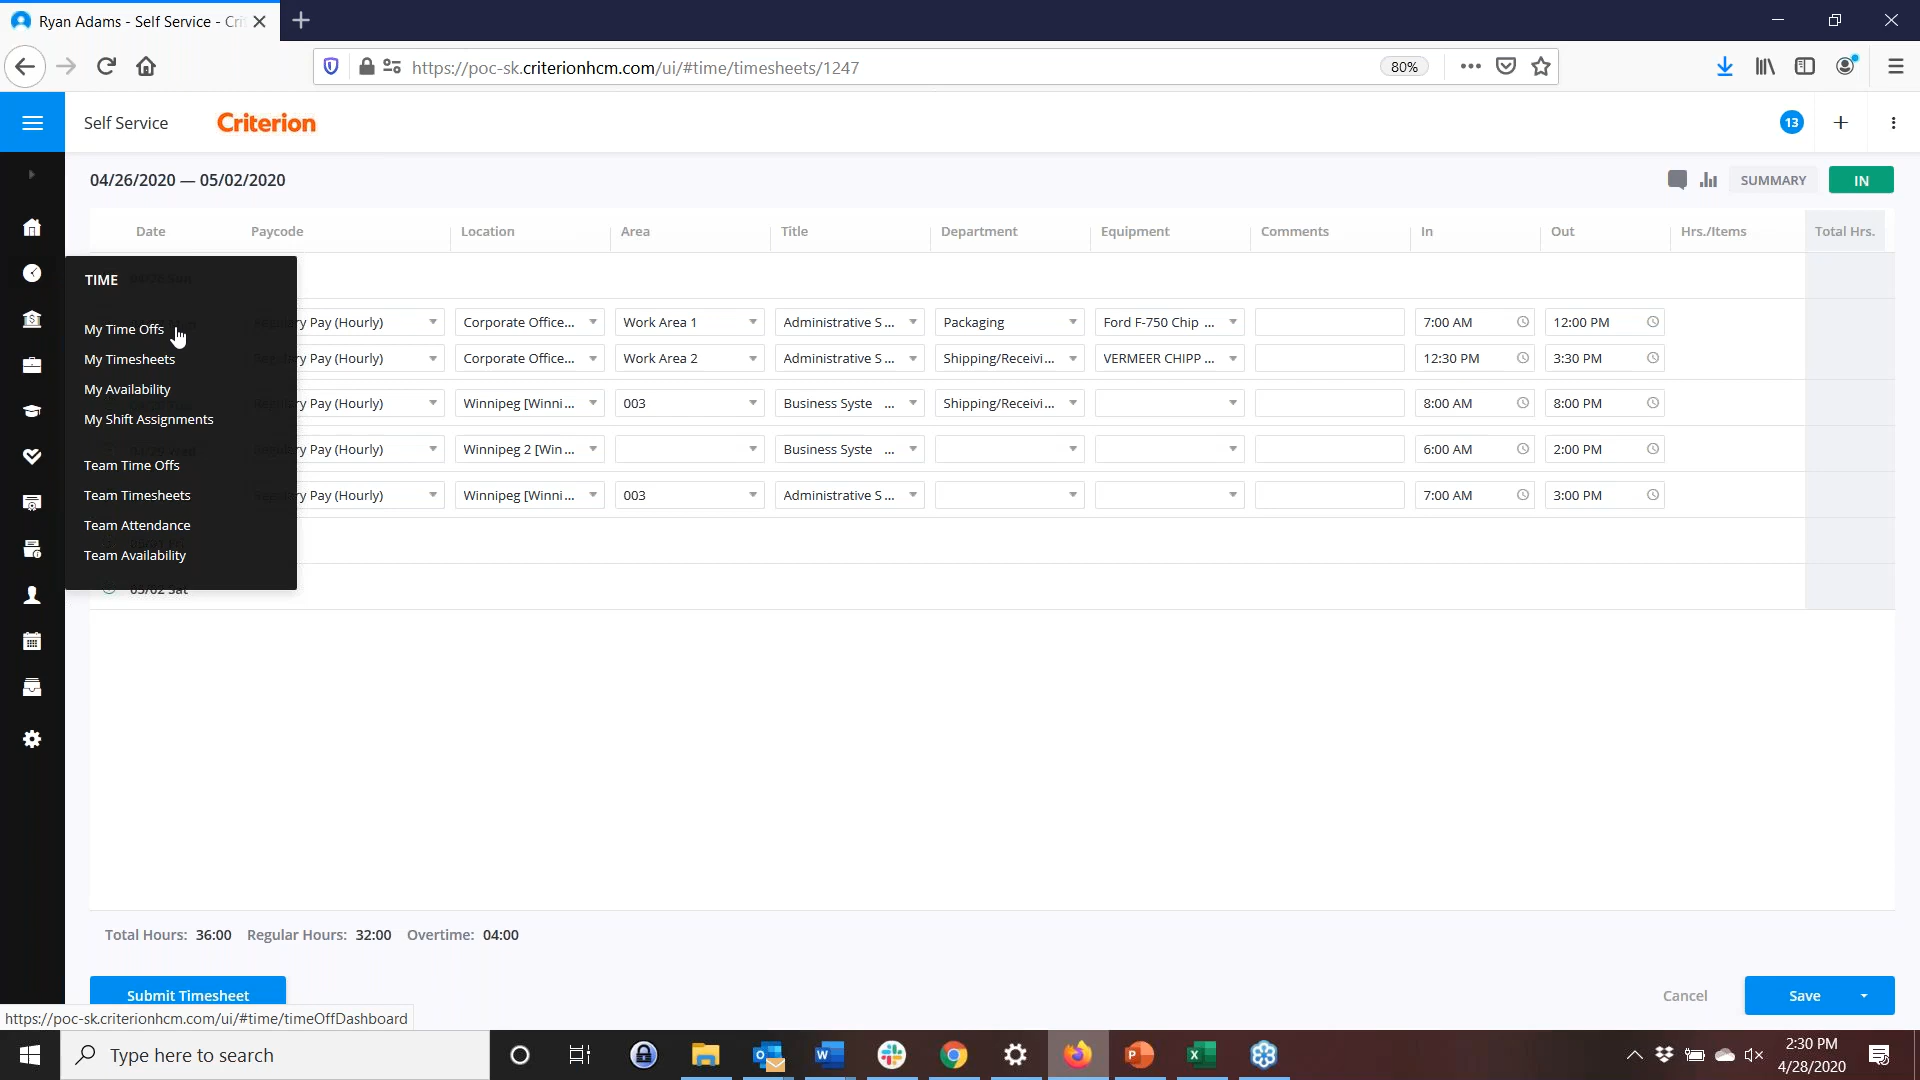 Ryan Adams - Self Service - Cri
https://poc-sk.criterionhcm.com/ui/#time/timesheets/1247
80%
Self Service
Criterion
13
04/26/2020 — 05/02/2020
SUMMARY
IN
Date Paycode Location Area Title Department Equipment Comments In Out Hrs./Items Total Hrs.
TIME
My Time Offs
My Timesheets
My Availability
My Shift Assignments
Team Time Offs
Team Timesheets
Team Attendance
Team Availability
Regulary Pay (Hourly) Corporate Office... Work Area 1 Administrative S... Packaging Ford F-750 Chip ... 7:00 AM 12:00 PM
Regulary Pay (Hourly) Corporate Office... Work Area 2 Administrative S... Shipping/Receivi... VERMEER CHIPP ... 12:30 PM 3:30 PM
Regulary Pay (Hourly) Winnipeg [Winni... 003 Business Syste ... Shipping/Receivi... 8:00 AM 8:00 PM
Regulary Pay (Hourly) Winnipeg 2 [Win... Business Syste ... 6:00 AM 2:00 PM
Regulary Pay (Hourly) Winnipeg [Winni... 003 Administrative S... 7:00 AM 3:00 PM
05/02 Sat
Total Hours: 36:00 Regular Hours: 32:00 Overtime: 04:00
Submit Timesheet
Cancel
Save
https://poc-sk.criterionhcm.com/ui/#time/timeOffDashboard
Type here to search
2:30 PM
4/28/2020